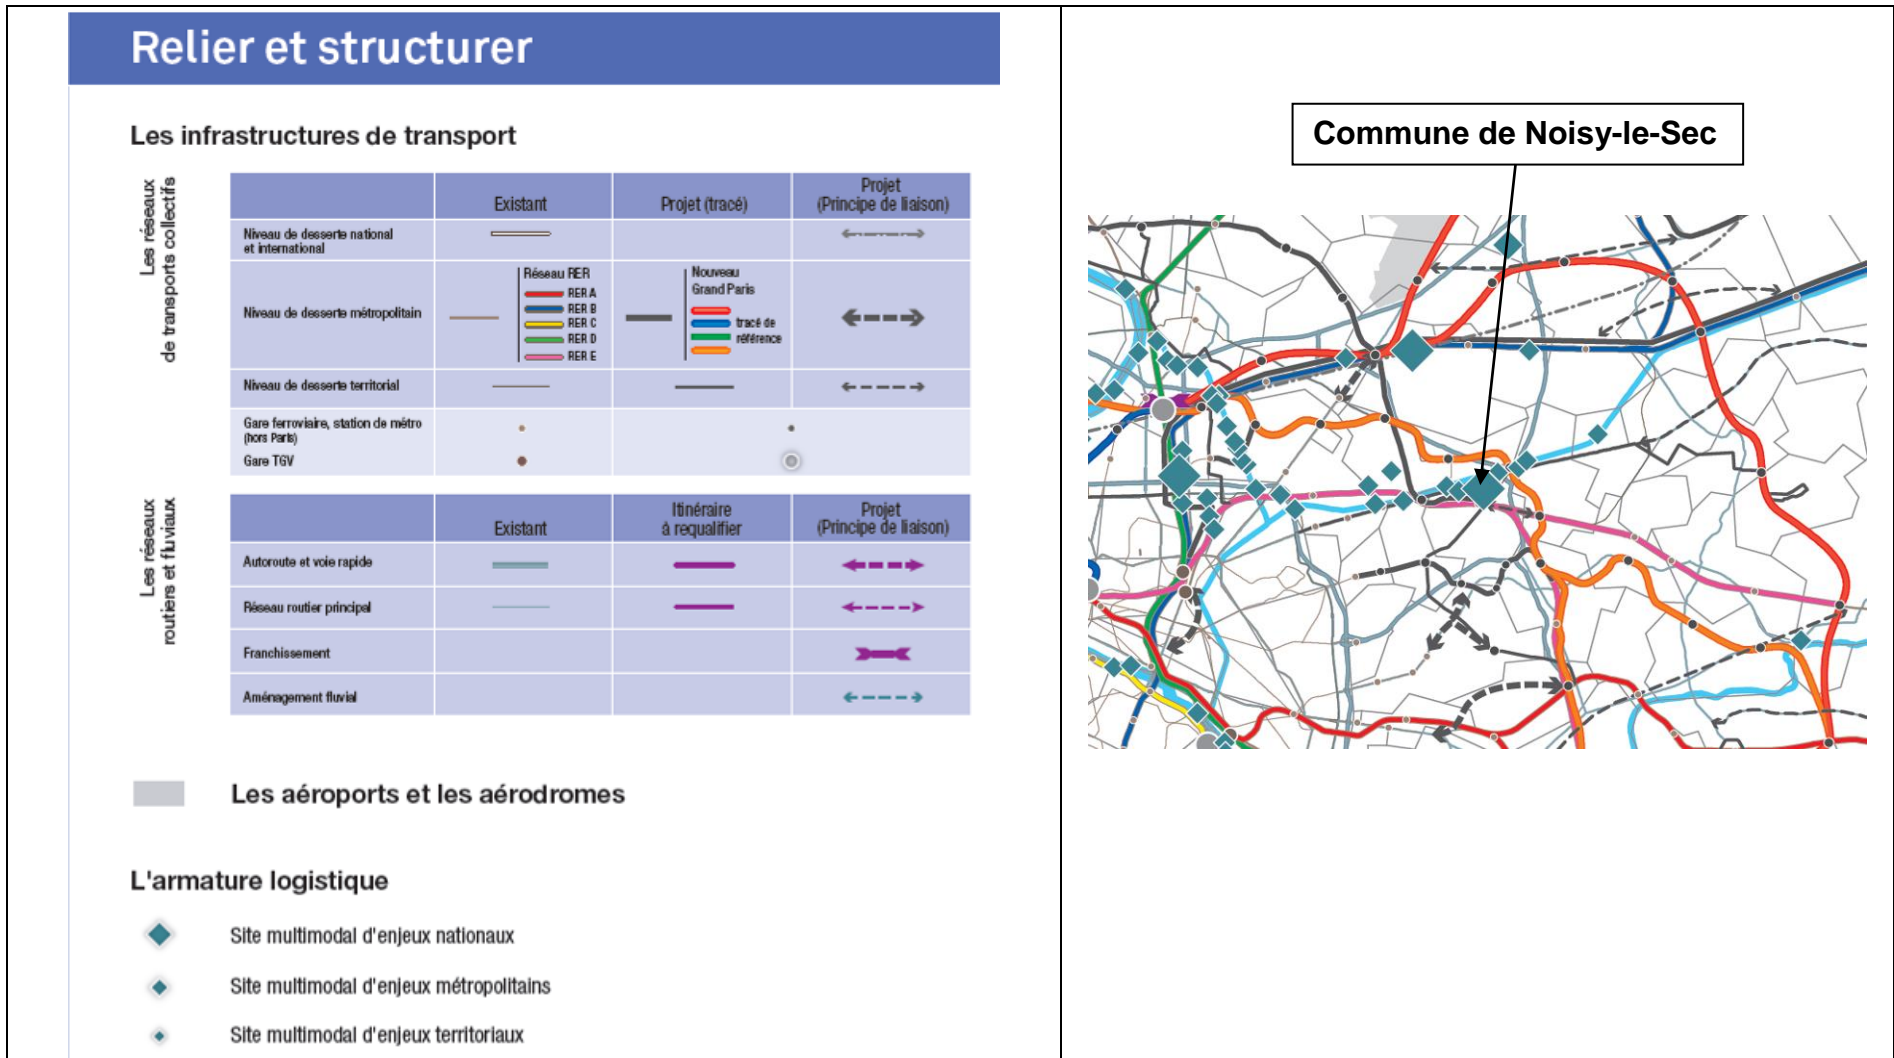 Relier et structurer
Les infrastructures de transport
Les réseaux
de transports collectifs
Existant
Projet (tracé)
Projet
(Principe de liaison)
Niveau de desserte national
et international
Niveau de desserte métropolitain
Réseau RER
RER A
RER B
RER C
RER D
RER E
Nouveau
Grand Paris
tracé de
référence
Niveau de desserte territorial
Gare ferroviaire, station de métro
(hors Paris)
Gare TGV
Les réseaux
routiers et fluviaux
Existant
Itinéraire
à requalifier
Projet
(Principe de liaison)
Autoroute et voie rapide
Réseau routier principal
Franchissement
Aménagement fluvial
Les aéroports et les aérodromes
L'armature logistique
Site multimodal d'enjeux nationaux
Site multimodal d'enjeux métropolitains
Site multimodal d'enjeux territoriaux
Commune de Noisy-le-Sec